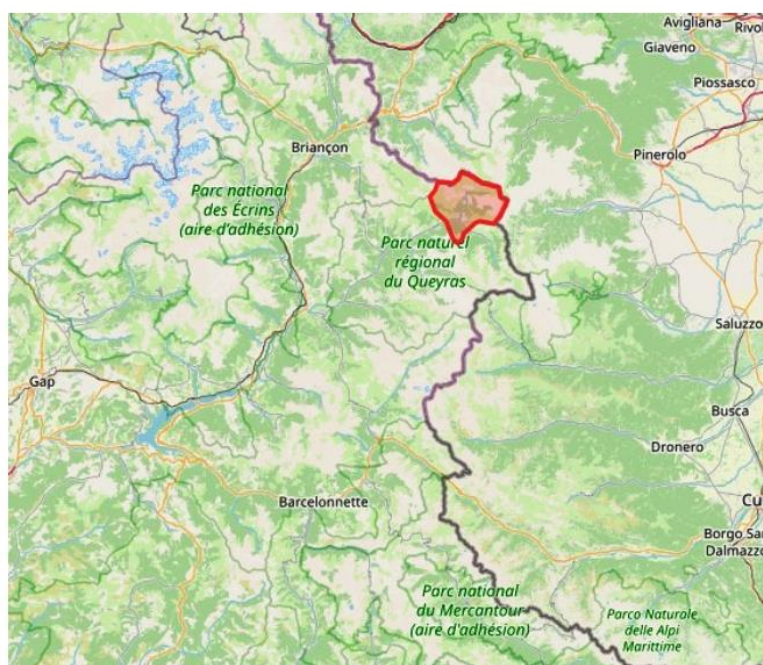 Avigliana
Rivol
Giaveno
Piossasco
Briançon
Pinerolo
Parc national
des Écrins
(aire d'adhésion)
Parc naturel
régional
du Queyras
Saluzzo
Gap
Busca
Dronero
Barcelonnette
Cu
Borgo San
Dalmazzo
Parc national
du Mercantour
(aire d'adhésion)
Parco Naturale
delle Alpi
Marittime